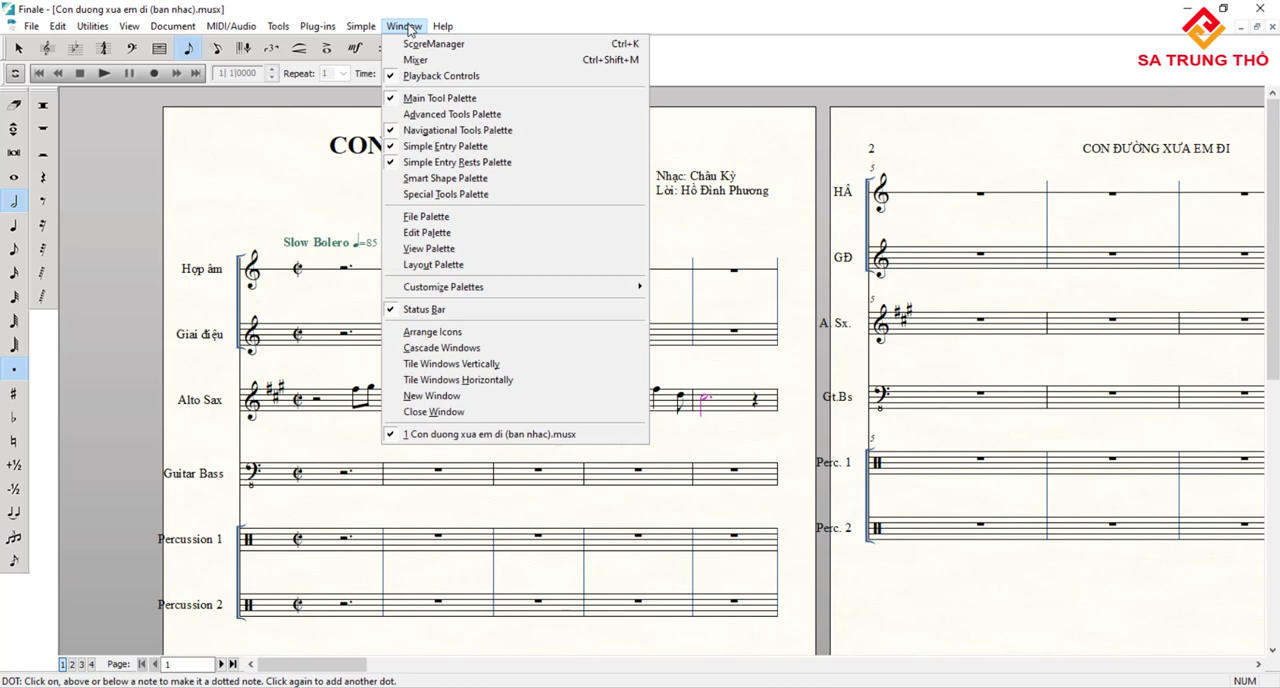 Finale - [Con duong xua em di (ban nhac).musx]
File Edit Utilities View Document MIDI/Audio Tools Plug-ins Simple Window Help
SA TRUNG THÔ
1| 1|0000 Repeat: 1 Time:
ScoreManager Ctrl+K
Mixer Ctrl+Shift+M
Playback Controls
Main Tool Palette
Advanced Tools Palette
Navigational Tools Palette
Simple Entry Palette
Simple Entry Rests Palette
Smart Shape Palette
Special Tools Palette
File Palette
Edit Palette
View Palette
Layout Palette
Customize Palettes
Status Bar
Arrange Icons
Cascade Windows
Tile Windows Vertically
Tile Windows Horizontally
New Window
Close Window
1 Con duong xua em di (ban nhac).musx
CON
Nhạc: Châu Kỳ
Lời: Hồ Đình Phương
Slow Bolero =85
Hợp âm
Giai điệu
Alto Sax
Guitar Bass
Percussion 1
Percussion 2
2 CON ĐƯỜNG XƯA EM ĐI
5
HÂ
GĐ
5
A. Sx.
Gt.Bs
5
Perc. 1
Perc. 2
1 2 3 4 Page: 1
DOT: Click on, above or below a note to make it a dotted note. Click again to add another dot. NUM